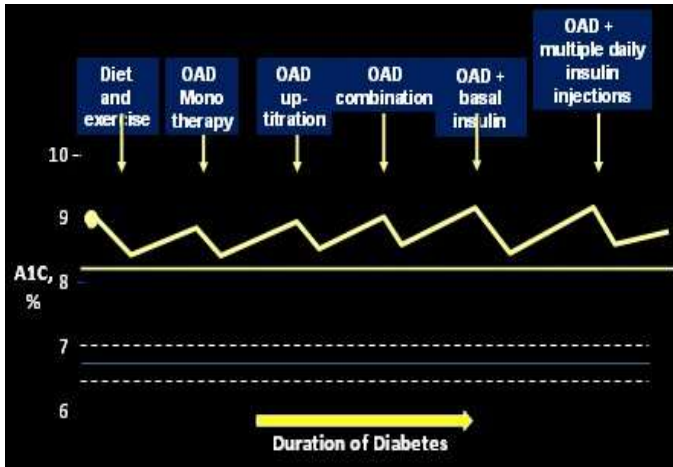 Diet
and
exercise
OAD
Mono
therapy
OAD
up-
titration
OAD
combination
OAD +
basal
insulin
OAD +
multiple daily
insulin
injections
10
9
A1C,
%
8
7
6
Duration of Diabetes